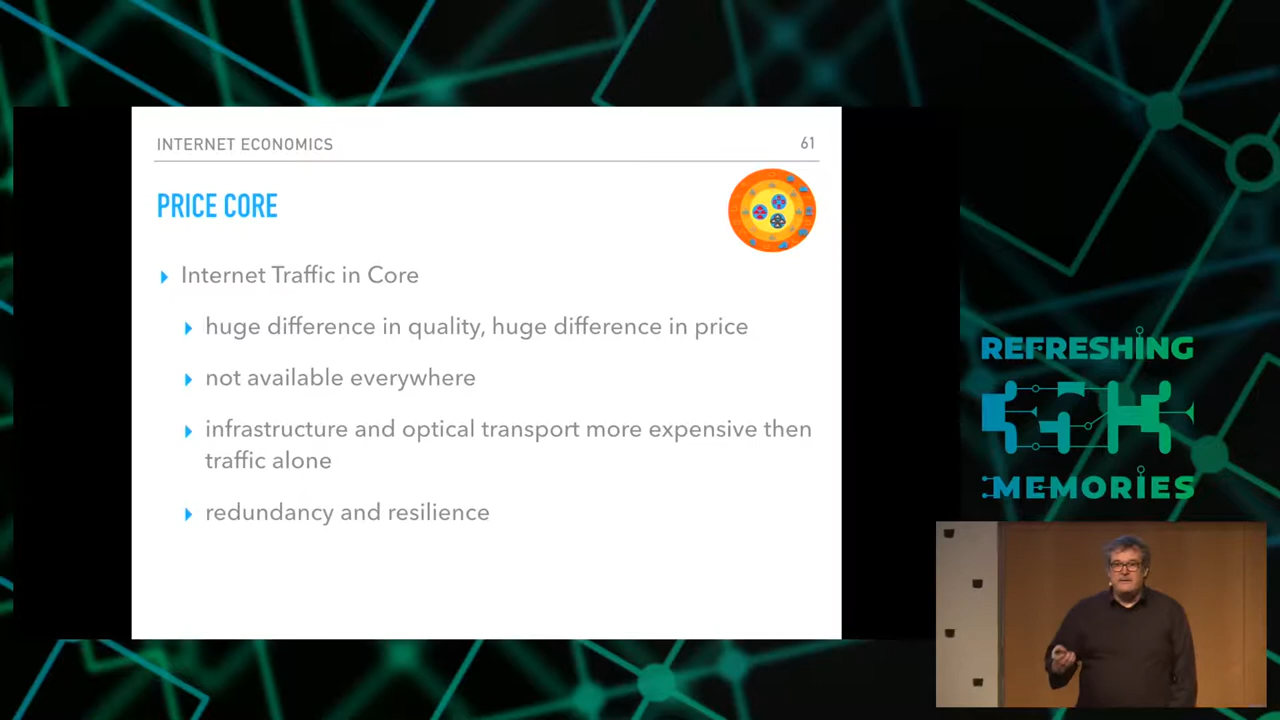 INTERNET ECONOMICS 61
PRICE CORE
Internet Traffic in Core
huge difference in quality, huge difference in price
not available everywhere
infrastructure and optical transport more expensive then
traffic alone
redundancy and resilience
REFRESHING
MEMORIES